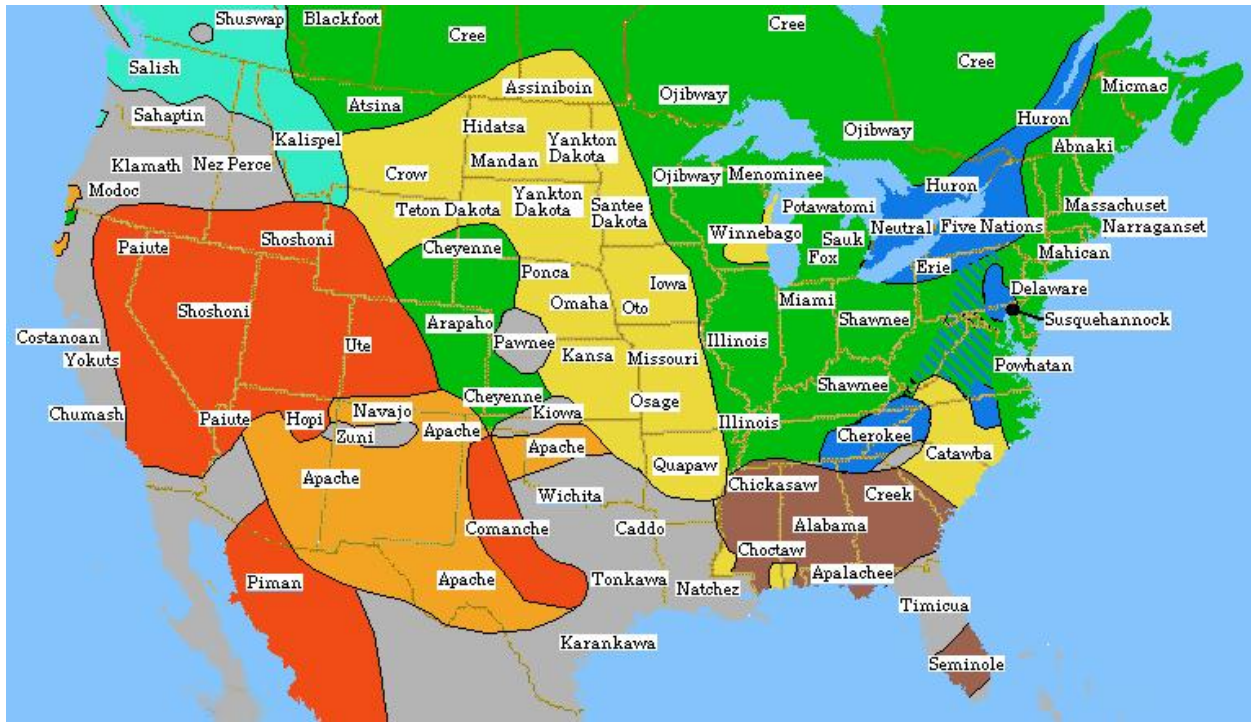 Shuswap
Blackfoot
Cree
Cree
Cree
Salish
Assiniboin
Micmac
Atsina
Ojibway
Sahaptin
Huron
Hidatsa
Ojibway
Kalispel
Yankton
Dakota
Abnaki
Klamath
Nez Perce
Mandan
Crow
Ojibway
Menominee
Modoc
Huron
Yankton
Dakota
Santee
Dakota
Potawatomi
Massachuset
Teton Dakota
Neutral
Five Nations
Narraganset
Paiute
Shoshoni
Cheyenne
Winnebago
Sauk
Fox
Mahican
Ponca
Erie
Iowa
Delaware
Omaha
Oto
Miami
Shoshoni
Arapaho
Shawnee
Susquehannock
Costanoan
Ute
Pawnee
Illinois
Yokuts
Kansa
Missouri
Powhatan
Shawnee
Cheyenne
Osage
Chumash
Paiute
Hopi
Navajo
Kiowa
Illinois
Zuni
Apache
Cherokee
Apache
Catawba
Quapaw
Apache
Chickasaw
Wichita
Creek
Comanche
Caddo
Alabama
Choctaw
Piman
Apache
Tonkawa
Apalachee
Natchez
Timicua
Karankawa
Seminole